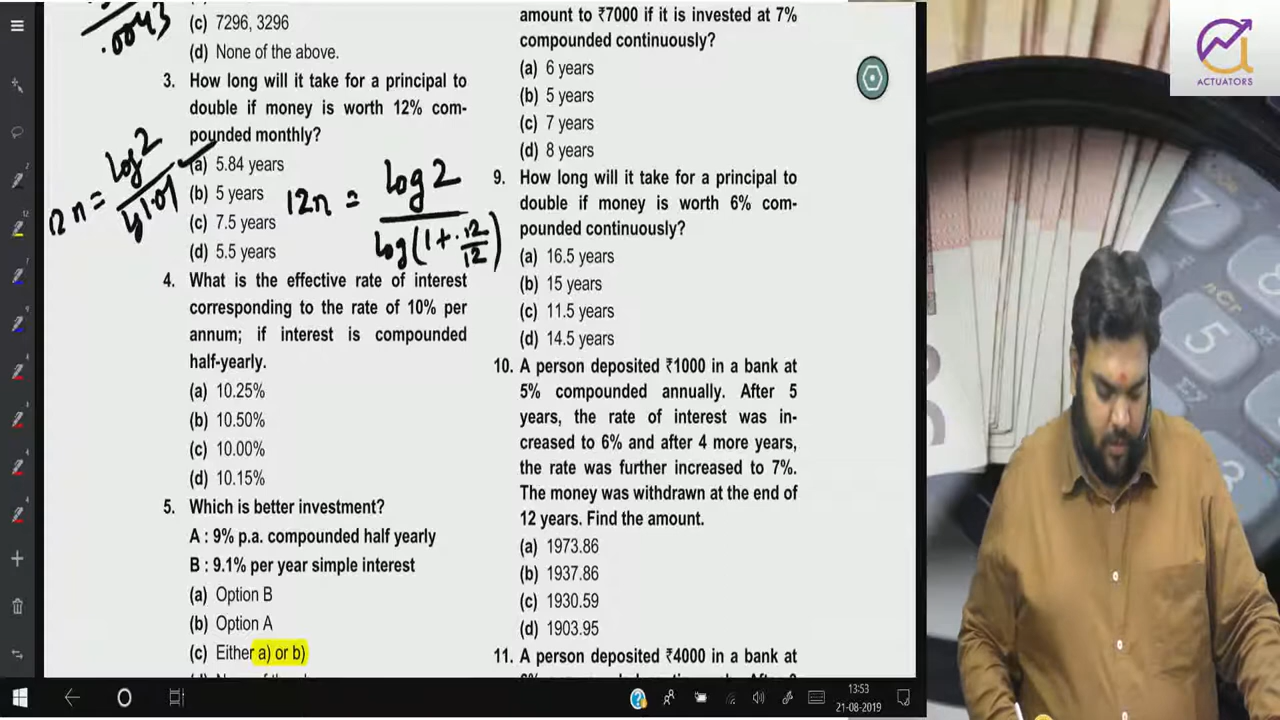 .0043
(c) 7296, 3296
(d) None of the above.
3. How long will it take for a principal to
double if money is worth 12% com-
pounded monthly?
(a) 5.84 years
(b) 5 years
(c) 7.5 years
(d) 5.5 years
12 n = log 2
log 1.01
12n = log 2
log (1 + .12
12 )
4. What is the effective rate of interest
corresponding to the rate of 10% per
annum; if interest is compounded
half-yearly.
(a) 10.25%
(b) 10.50%
(c) 10.00%
(d) 10.15%
5. Which is better investment?
A : 9% p.a. compounded half yearly
B : 9.1% per year simple interest
(a) Option B
(b) Option A
(c) Either a) or b)
amount to ₹7000 if it is invested at 7%
compounded continuously?
(a) 6 years
(b) 5 years
(c) 7 years
(d) 8 years
9. How long will it take for a principal to
double if money is worth 6% com-
pounded continuously?
(a) 16.5 years
(b) 15 years
(c) 11.5 years
(d) 14.5 years
10. A person deposited ₹1000 in a bank at
5% compounded annually. After 5
years, the rate of interest was in-
creased to 6% and after 4 more years,
the rate was further increased to 7%.
The money was withdrawn at the end of
12 years. Find the amount.
(a) 1973.86
(b) 1937.86
(c) 1930.59
(d) 1903.95
11. A person deposited ₹4000 in a bank at
ACTUATORS
7
5
nCr
13:53
21-08-2019